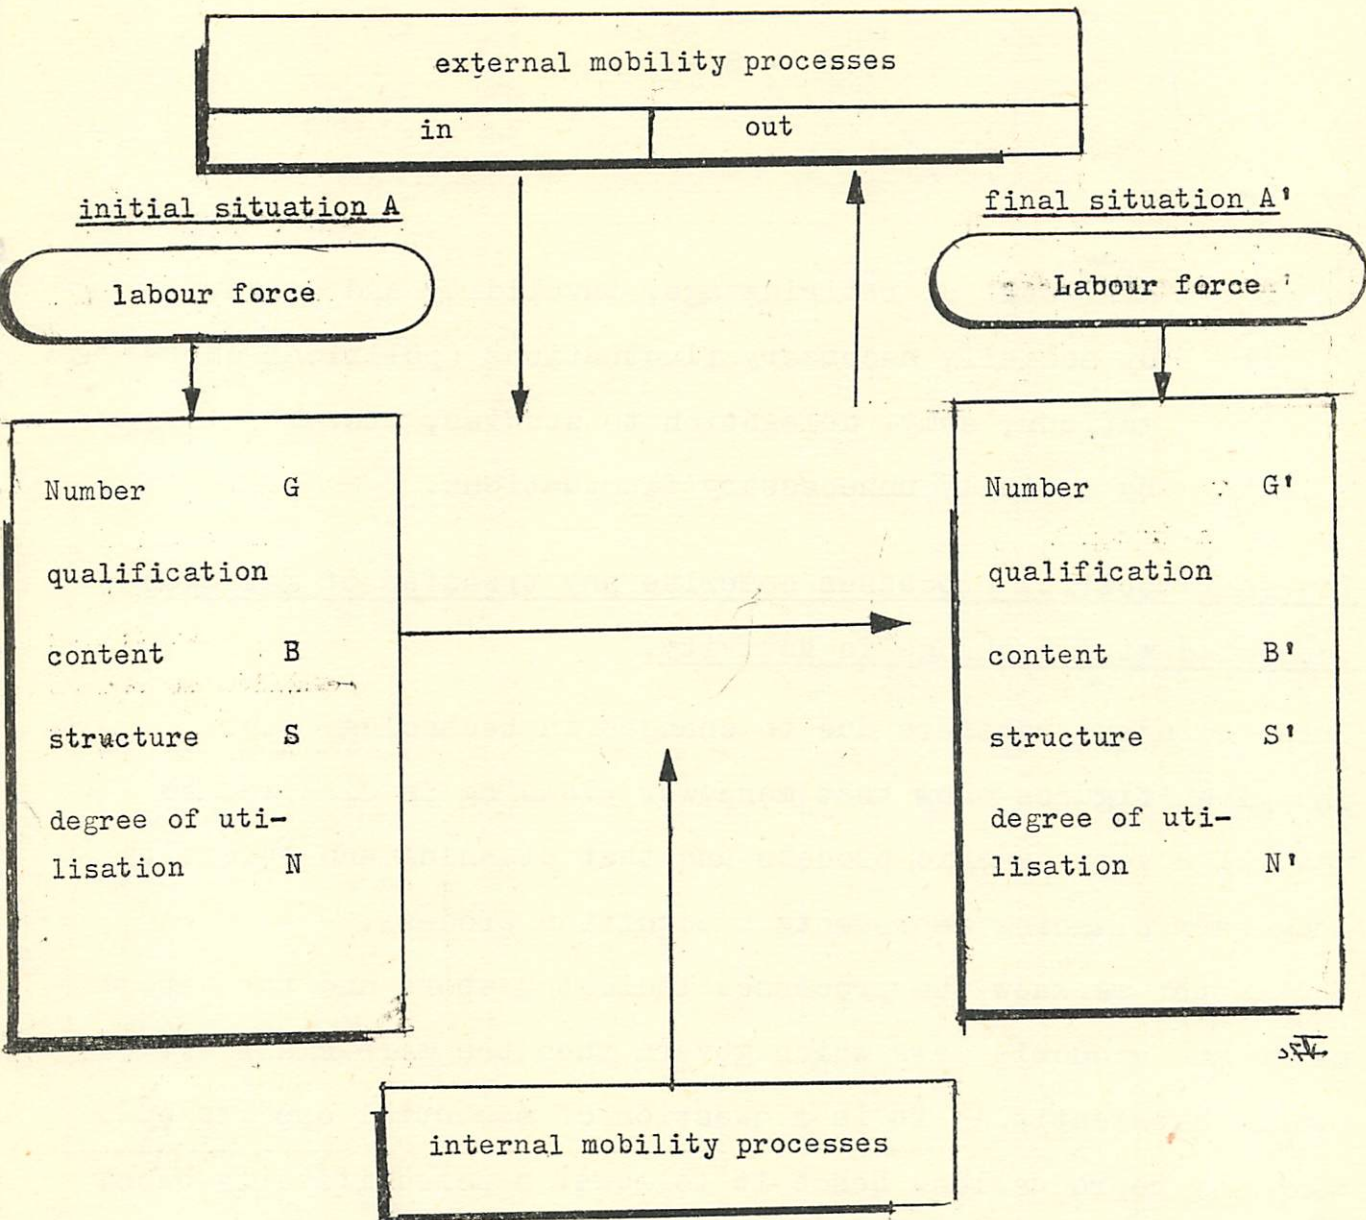 external mobility processes
in out
initial situation A
final situation A'
labour force
Labour force '
Number G
qualification
content B
structure S
degree of uti-
lisation N
Number G'
qualification
content B'
structure S'
degree of uti-
lisation N'
internal mobility processes